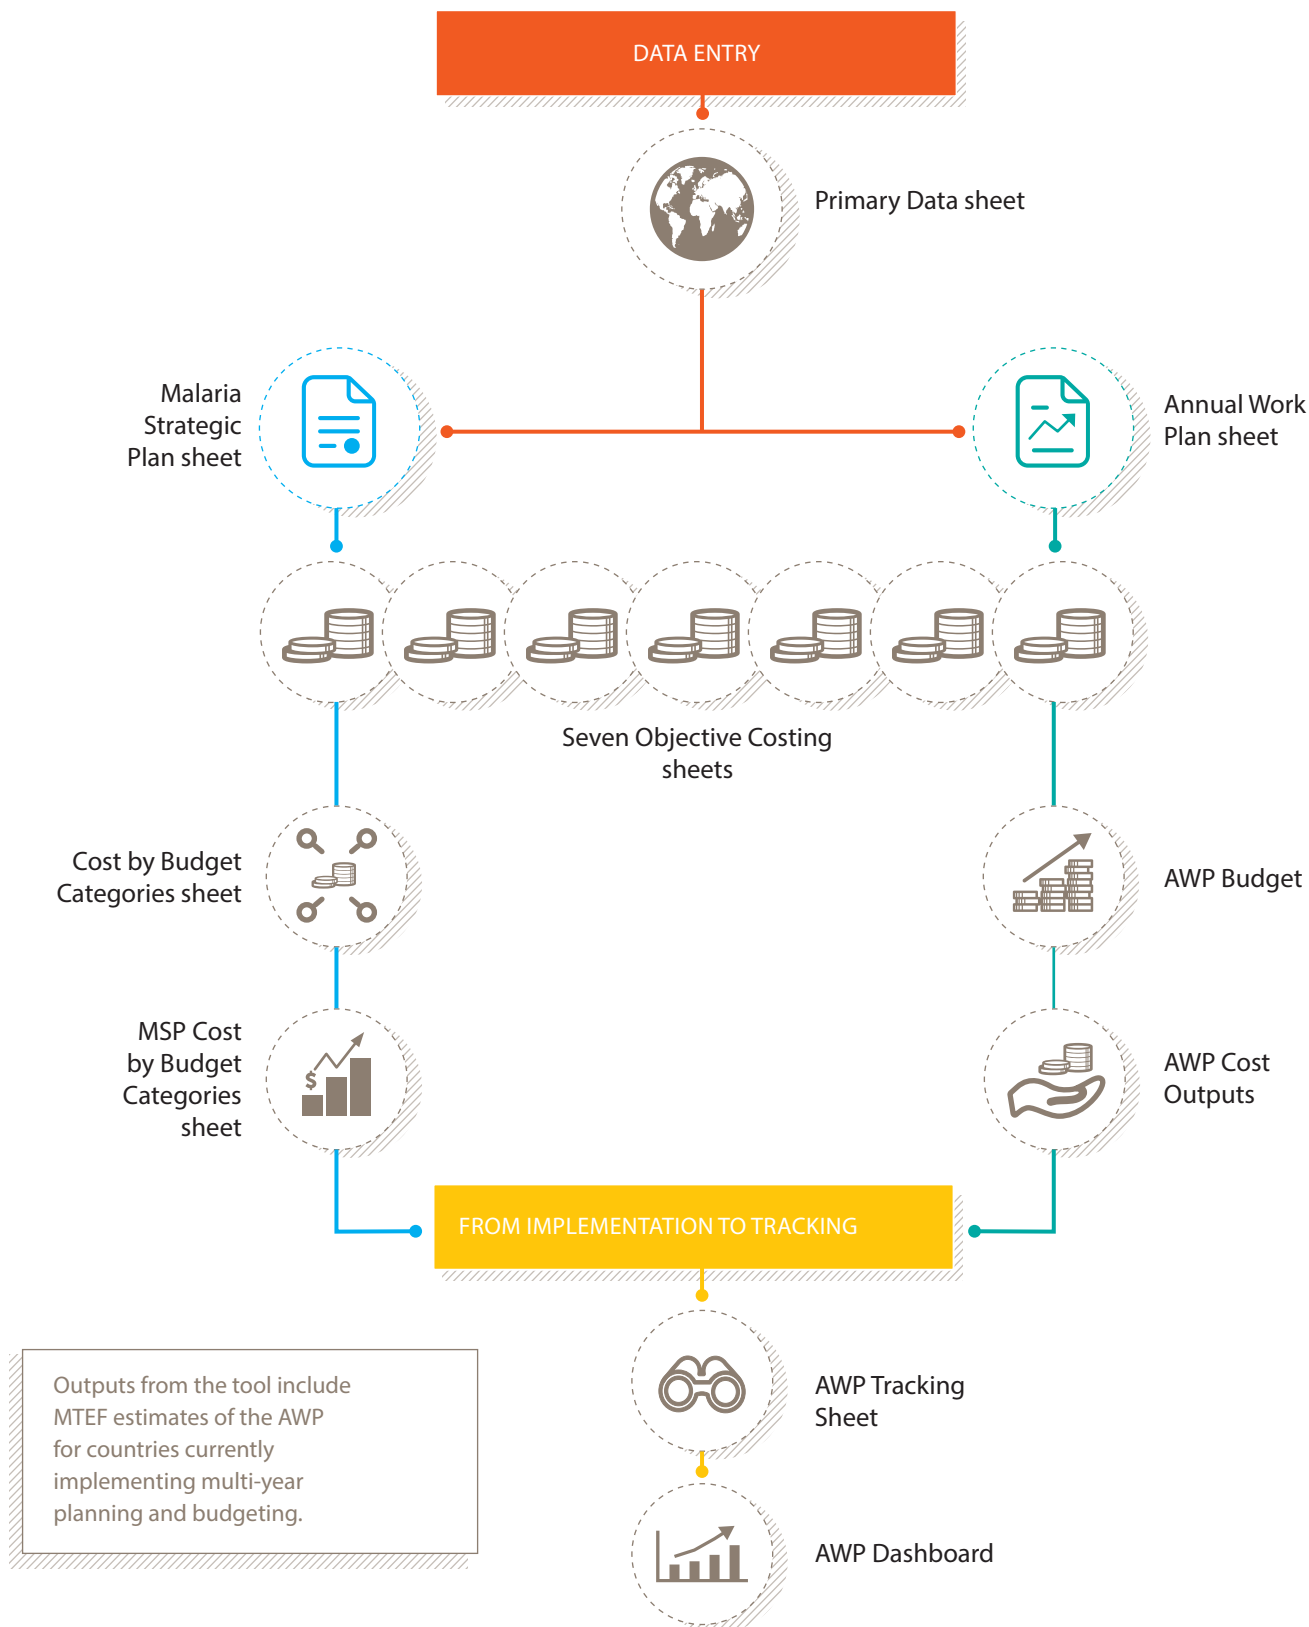 DATA ENTRY
Primary Data sheet
Malaria
Strategic
Plan sheet
Annual Work
Plan sheet
Seven Objective Costing
sheets
Cost by Budget
Categories sheet
AWP Budget
MSP Cost
by Budget
Categories
sheet
$
AWP Cost
Outputs
FROM IMPLEMENTATION TO TRACKING
Outputs from the tool include
MTEF estimates of the AWP
for countries currently
implementing multi-year
planning and budgeting.
AWP Tracking
Sheet
AWP Dashboard